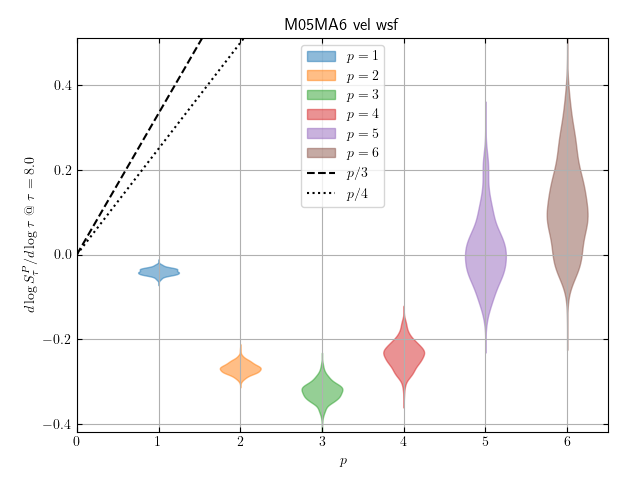 M05MA6 vel wsf
d log S_τ^P / d log τ @ τ = 8.0
0.4
0.2
0.0
−0.2
−0.4
p = 1
p = 2
p = 3
p = 4
p = 5
p = 6
p/3
p/4
0 1 2 3 4 5 6
p